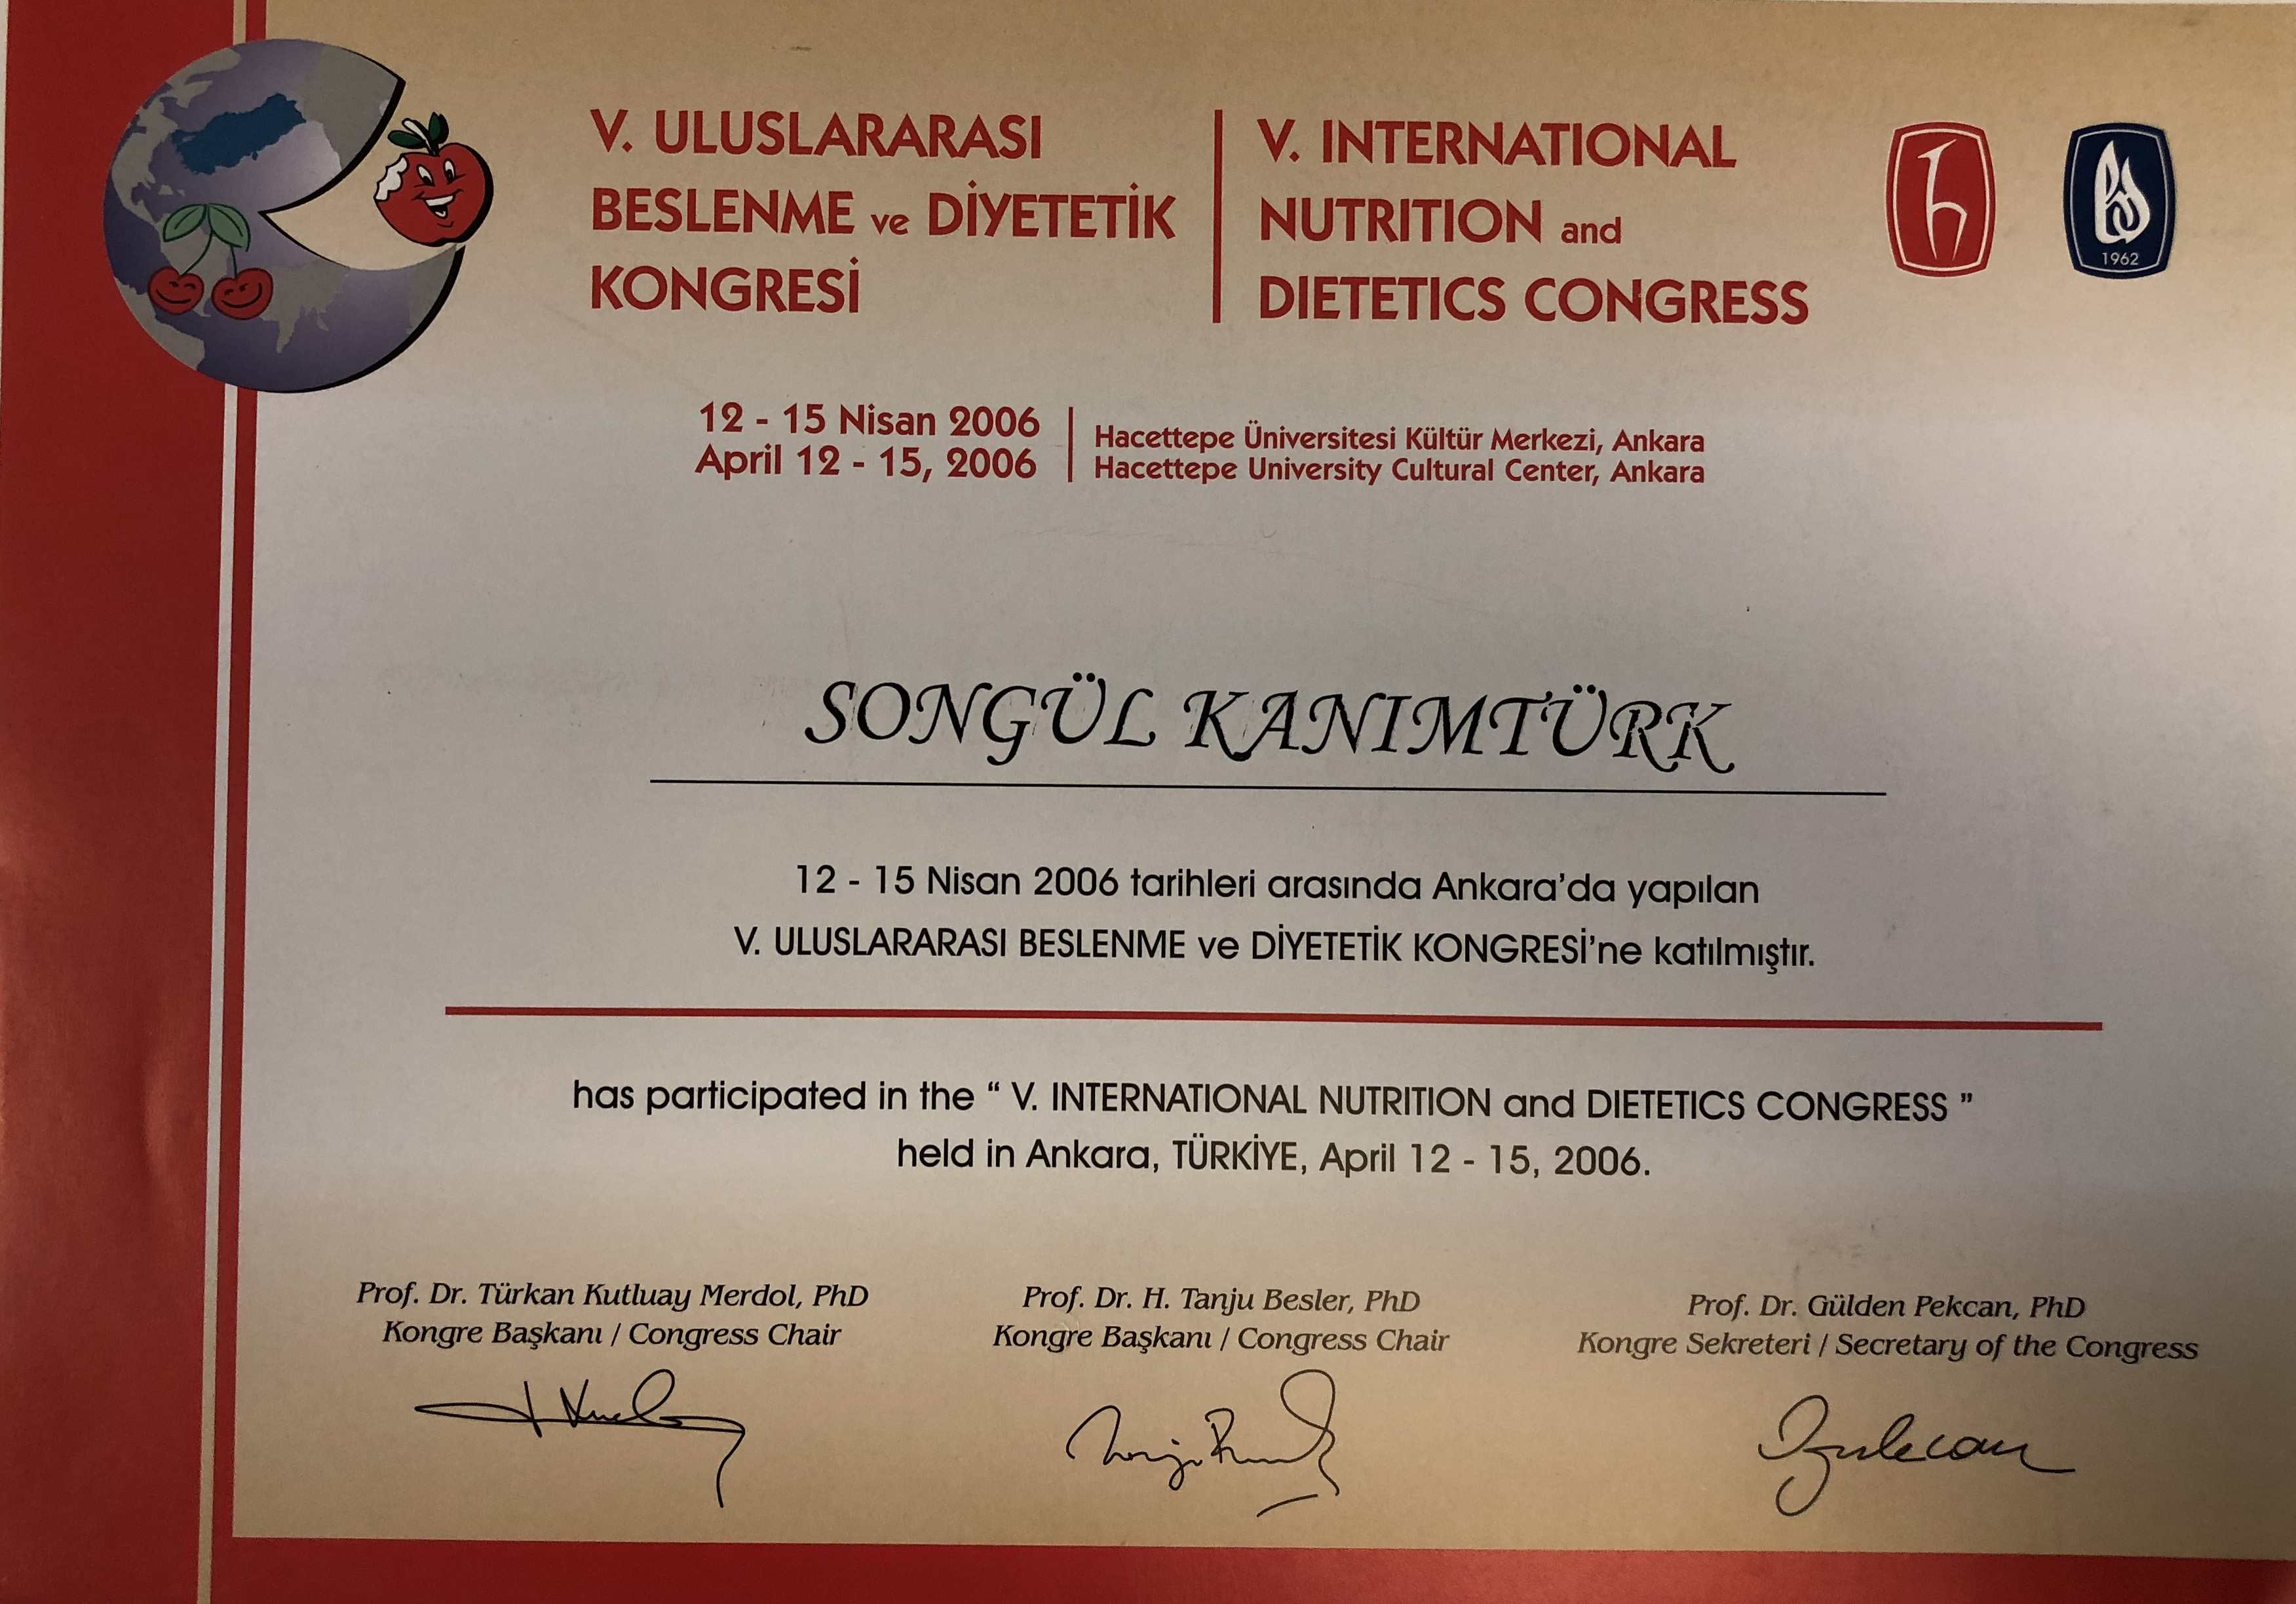 V. ULUSLARARASI
BESLENME ve DİYETETİK
KONGRESİ
V. INTERNATIONAL
NUTRITION and
DIETETICS CONGRESS
1962
12 - 15 Nisan 2006
April 12 - 15, 2006
Hacettepe Üniversitesi Kültür Merkezi, Ankara
Hacettepe University Cultural Center, Ankara
SONGÜL KANIMTÜRK
12 - 15 Nisan 2006 tarihleri arasında Ankara'da yapılan
V. ULUSLARARASI BESLENME ve DİYETETİK KONGRESİ'ne katılmıştır.
has participated in the “ V. INTERNATIONAL NUTRITION and DIETETICS CONGRESS ”
held in Ankara, TÜRKİYE, April 12 - 15, 2006.
Prof. Dr. Türkan Kutluay Merdol, PhD
Kongre Başkanı / Congress Chair
Prof. Dr. H. Tanju Besler, PhD
Kongre Başkanı / Congress Chair
Prof. Dr. Gülden Pekcan, PhD
Kongre Sekreteri / Secretary of the Congress